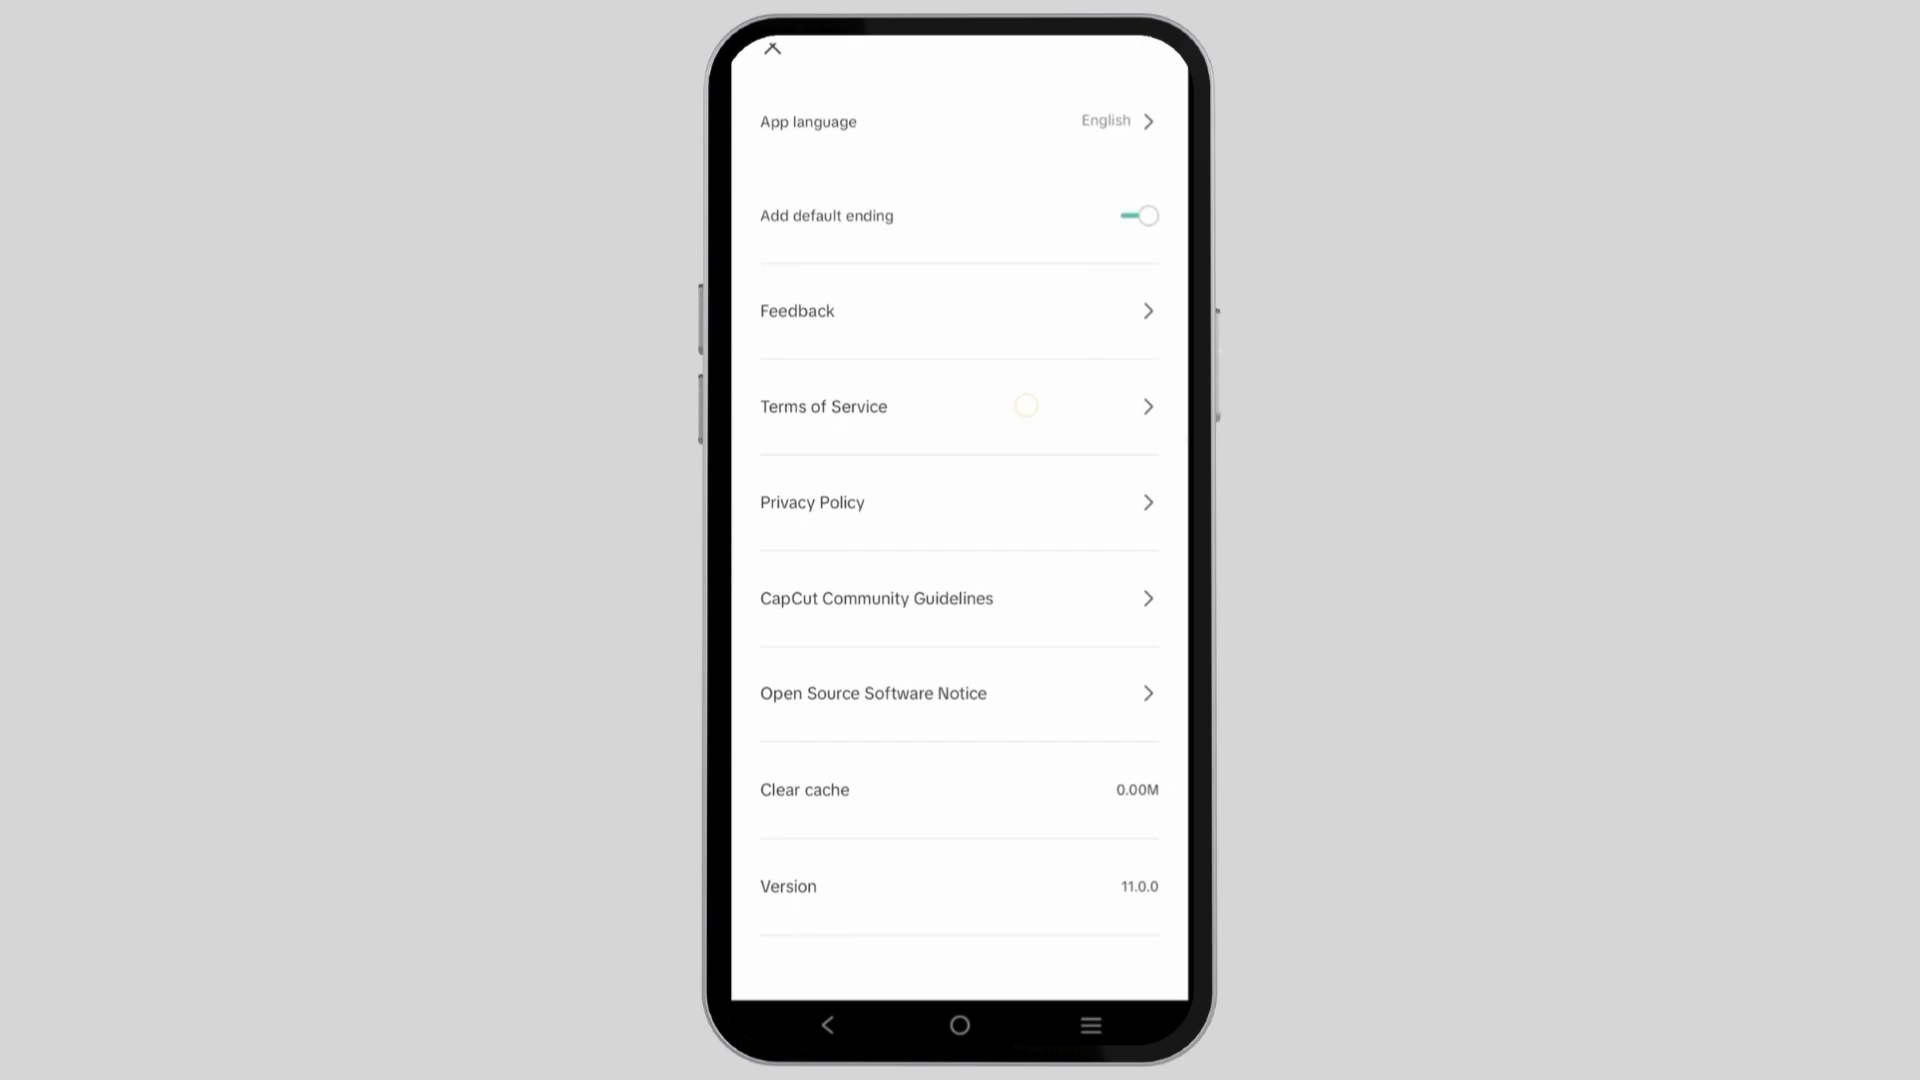 App language English
Add default ending
Feedback
Terms of Service
Privacy Policy
CapCut Community Guidelines
Open Source Software Notice
Clear cache 0.00M
Version 11.0.0